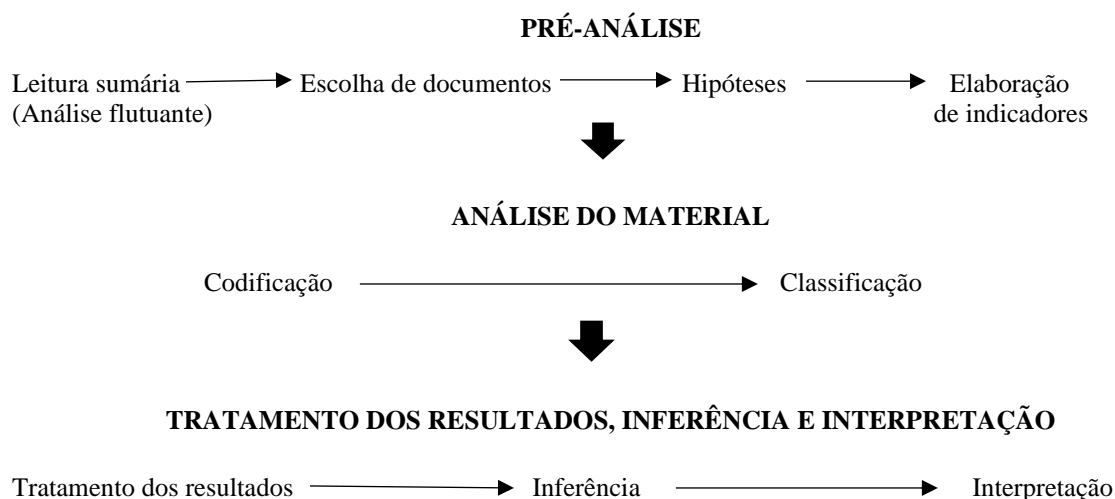 PRÉ-ANÁLISE
Leitura sumária Escolha de documentos Hipóteses Elaboração
(Análise flutuante) de indicadores
ANÁLISE DO MATERIAL
Codificação Classificação
TRATAMENTO DOS RESULTADOS, INFERÊNCIA E INTERPRETAÇÃO
Tratamento dos resultados Inferência Interpretação